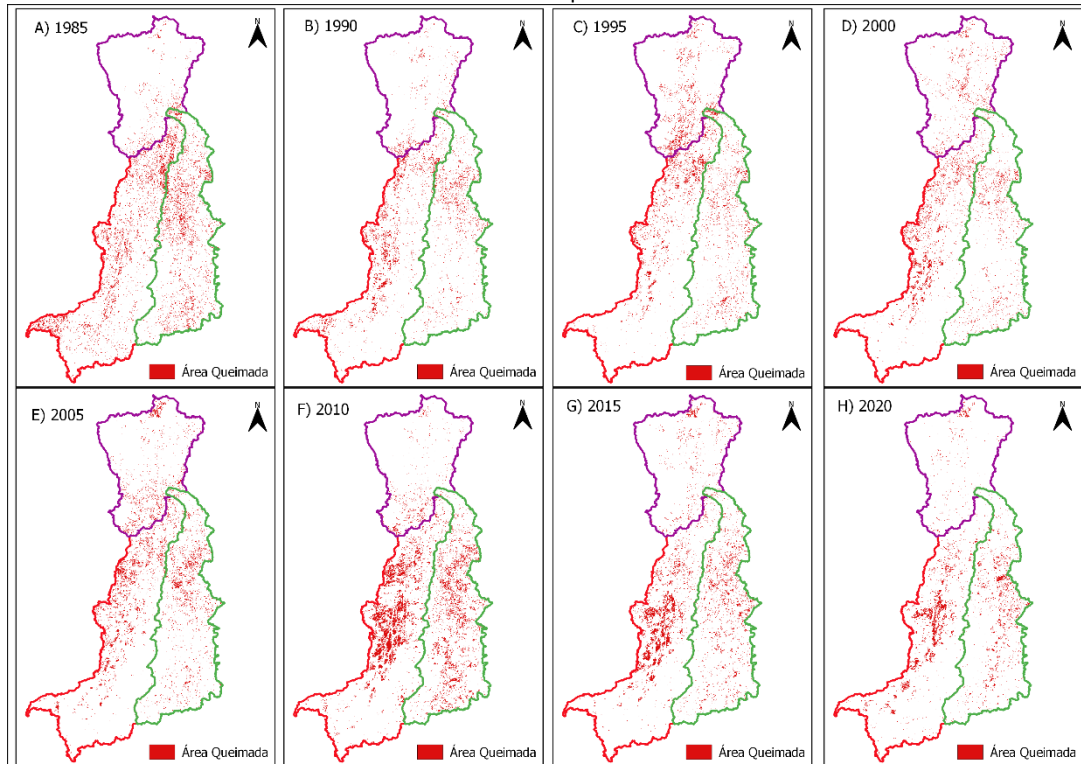 A) 1985
N
Área Queimada
B) 1990
N
Área Queimada
C) 1995
N
Área Queimada
D) 2000
N
Área Queimada
E) 2005
N
Área Queimada
F) 2010
N
Área Queimada
G) 2015
N
Área Queimada
H) 2020
N
Área Queimada